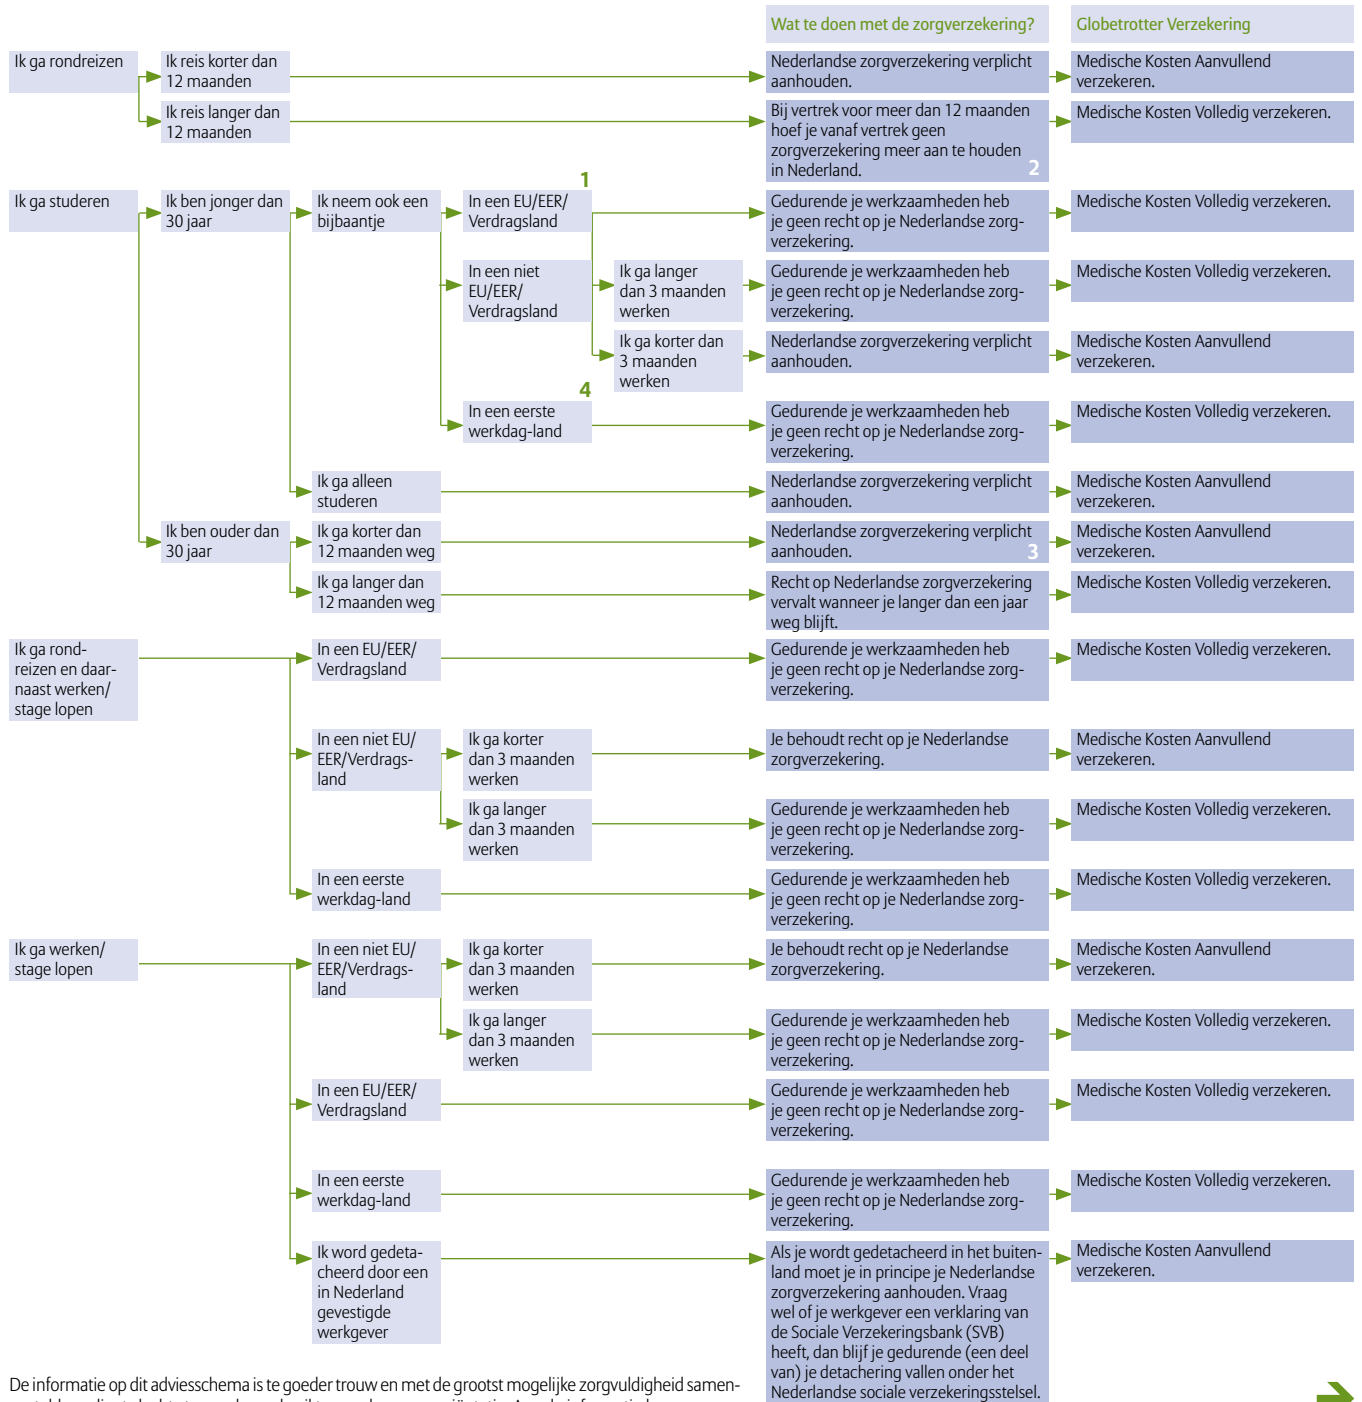 Wat te doen met de zorgverzekering?
Globetrotter Verzekering
Ik ga rondreizen
Ik reis korter dan
12 maanden
Nederlandse zorgverzekering verplicht
aanhouden.
Medische Kosten Aanvullend
verzekeren.
Ik reis langer dan
12 maanden
Bij vertrek voor meer dan 12 maanden
hoef je vanaf vertrek geen
zorgverzekering meer aan te houden
in Nederland.
2
Medische Kosten Volledig verzekeren.
Ik ga studeren
Ik ben jonger dan
30 jaar
Ik neem ook een
bijbaantje
1
In een EU/EER/
Verdragsland
Gedurende je werkzaamheden heb
je geen recht op je Nederlandse zorg-
verzekering.
Medische Kosten Volledig verzekeren.
In een niet
EU/EER/
Verdragsland
Ik ga langer
dan 3 maanden
werken
Gedurende je werkzaamheden heb
je geen recht op je Nederlandse zorg-
verzekering.
Medische Kosten Volledig verzekeren.
Ik ga korter dan
3 maanden
werken
Nederlandse zorgverzekering verplicht
aanhouden.
Medische Kosten Aanvullend
verzekeren.
4
In een eerste
werkdag-land
Gedurende je werkzaamheden heb
je geen recht op je Nederlandse zorg-
verzekering.
Medische Kosten Volledig verzekeren.
Ik ga alleen
studeren
Nederlandse zorgverzekering verplicht
aanhouden.
Medische Kosten Aanvullend
verzekeren.
Ik ben ouder dan
30 jaar
Ik ga korter dan
12 maanden weg
Nederlandse zorgverzekering verplicht
aanhouden.
3
Medische Kosten Aanvullend
verzekeren.
Ik ga langer dan
12 maanden weg
Recht op Nederlandse zorgverzekering
vervalt wanneer je langer dan een jaar
weg blijft.
Medische Kosten Volledig verzekeren.
Ik ga rond-
reizen en daar-
naast werken/
stage lopen
In een EU/EER/
Verdragsland
Gedurende je werkzaamheden heb
je geen recht op je Nederlandse zorg-
verzekering.
Medische Kosten Volledig verzekeren.
In een niet EU/
EER/Verdrags-
land
Ik ga korter
dan 3 maanden
werken
Je behoudt recht op je Nederlandse
zorgverzekering.
Medische Kosten Aanvullend
verzekeren.
Ik ga langer
dan 3 maanden
werken
Gedurende je werkzaamheden heb
je geen recht op je Nederlandse zorg-
verzekering.
Medische Kosten Volledig verzekeren.
In een eerste
werkdag-land
Gedurende je werkzaamheden heb
je geen recht op je Nederlandse zorg-
verzekering.
Medische Kosten Volledig verzekeren.
Ik ga werken/
stage lopen
In een niet EU/
EER/Verdrags-
land
Ik ga korter
dan 3 maanden
werken
Je behoudt recht op je Nederlandse
zorgverzekering.
Medische Kosten Aanvullend
verzekeren.
Ik ga langer
dan 3 maanden
werken
Gedurende je werkzaamheden heb
je geen recht op je Nederlandse zorg-
verzekering.
Medische Kosten Volledig verzekeren.
In een EU/EER/
Verdragsland
Gedurende je werkzaamheden heb
je geen recht op je Nederlandse zorg-
verzekering.
Medische Kosten Volledig verzekeren.
In een eerste
werkdag-land
Gedurende je werkzaamheden heb
je geen recht op je Nederlandse zorg-
verzekering.
Medische Kosten Volledig verzekeren.
Ik word gedeta-
cheerd door een
in Nederland
gevestigde
werkgever
Als je wordt gedetacheerd in het buiten-
land moet je in principe je Nederlandse
zorgverzekering aanhouden. Vraag
wel of je werkgever een verklaring van
de Sociale Verzekeringsbank (SVB)
heeft, dan blijf je gedurende (een deel
van) je detachering vallen onder het
Nederlandse sociale verzekeringsstelsel.
Medische Kosten Aanvullend
verzekeren.
De informatie op dit adviesschema is te goeder trouw en met de grootst mogelijke zorgvuldigheid samen-